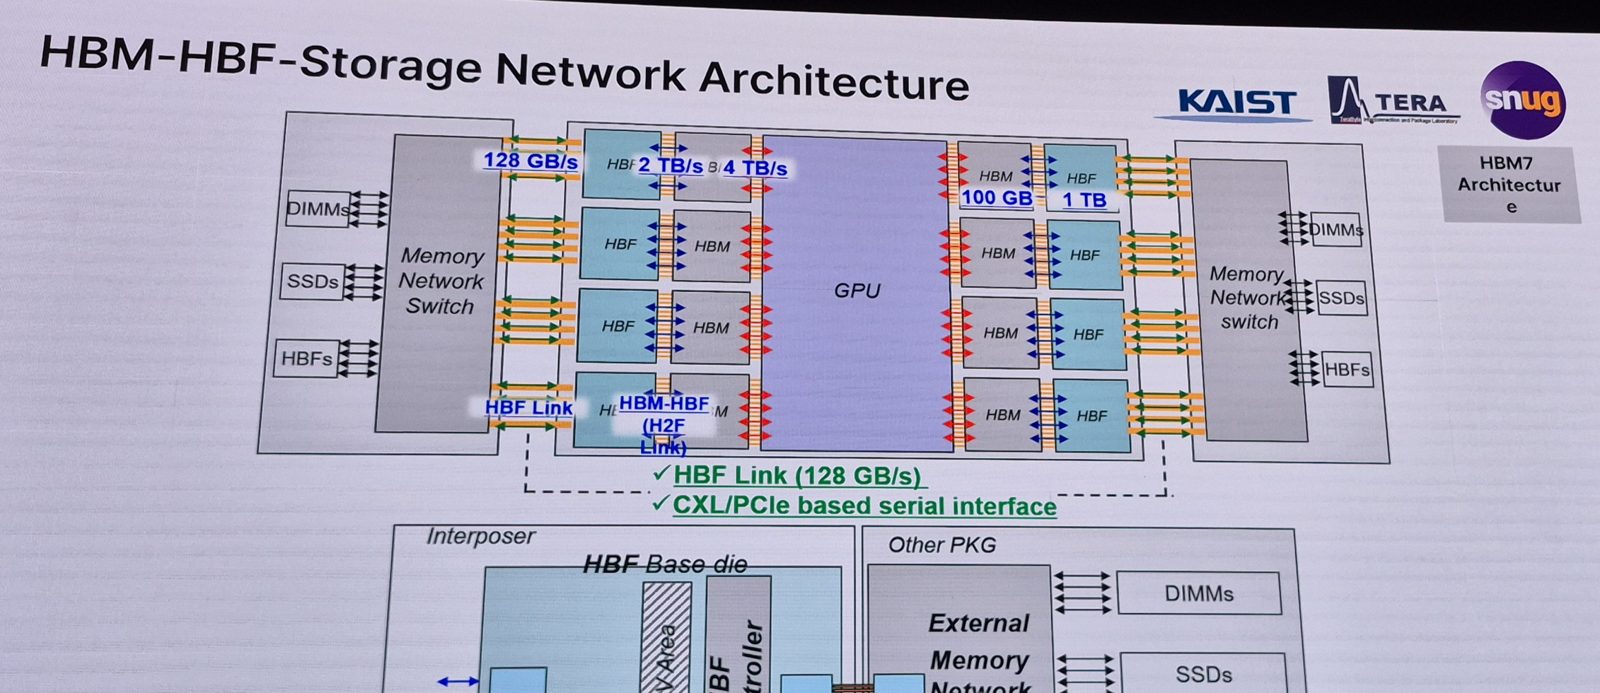 HBM-HBF-Storage Network Architecture
KAIST
TERA
snug
HBM7
Architectur
e
128 GB/s
2 TB/s
4 TB/s
HBM
HBF
100 GB
1 TB
DIMMs
SSDs
HBFs
Memory
Network
Switch
HBF
HBM
HBF
HBM
GPU
HBM
HBF
HBM
HBF
HBM
HBF
Memory
Network
switch
DIMMs
SSDs
HBFs
HBF Link
HBM-HBF
(H2F
Link)
✓HBF Link (128 GB/s)
✓CXL/PCIe based serial interface
Interposer
HBF Base die
Other PKG
External
Memory
Network
DIMMs
SSDs